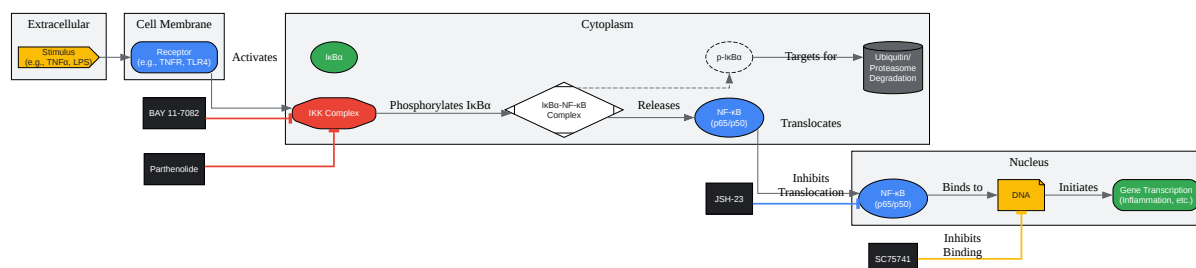 Extracellular
Stimulus
(e.g., TNFα, LPS)
Cell Membrane
Receptor
(e.g., TNFR, TLR4)
Activates
Cytoplasm
IκBα
p-IκBα
Targets for
Ubiquitin/
Proteasome
Degradation
BAY 11-7082
IKK Complex
Phosphorylates IκBα
IκBα-NF-κB
Complex
Releases
NF-κB
(p65/p50)
Translocates
Parthenolide
Nucleus
JSH-23
Inhibits
Translocation
NF-κB
(p65/p50)
Binds to
DNA
Initiates
Gene Transcription
(Inflammation, etc.)
SC75741
Inhibits
Binding